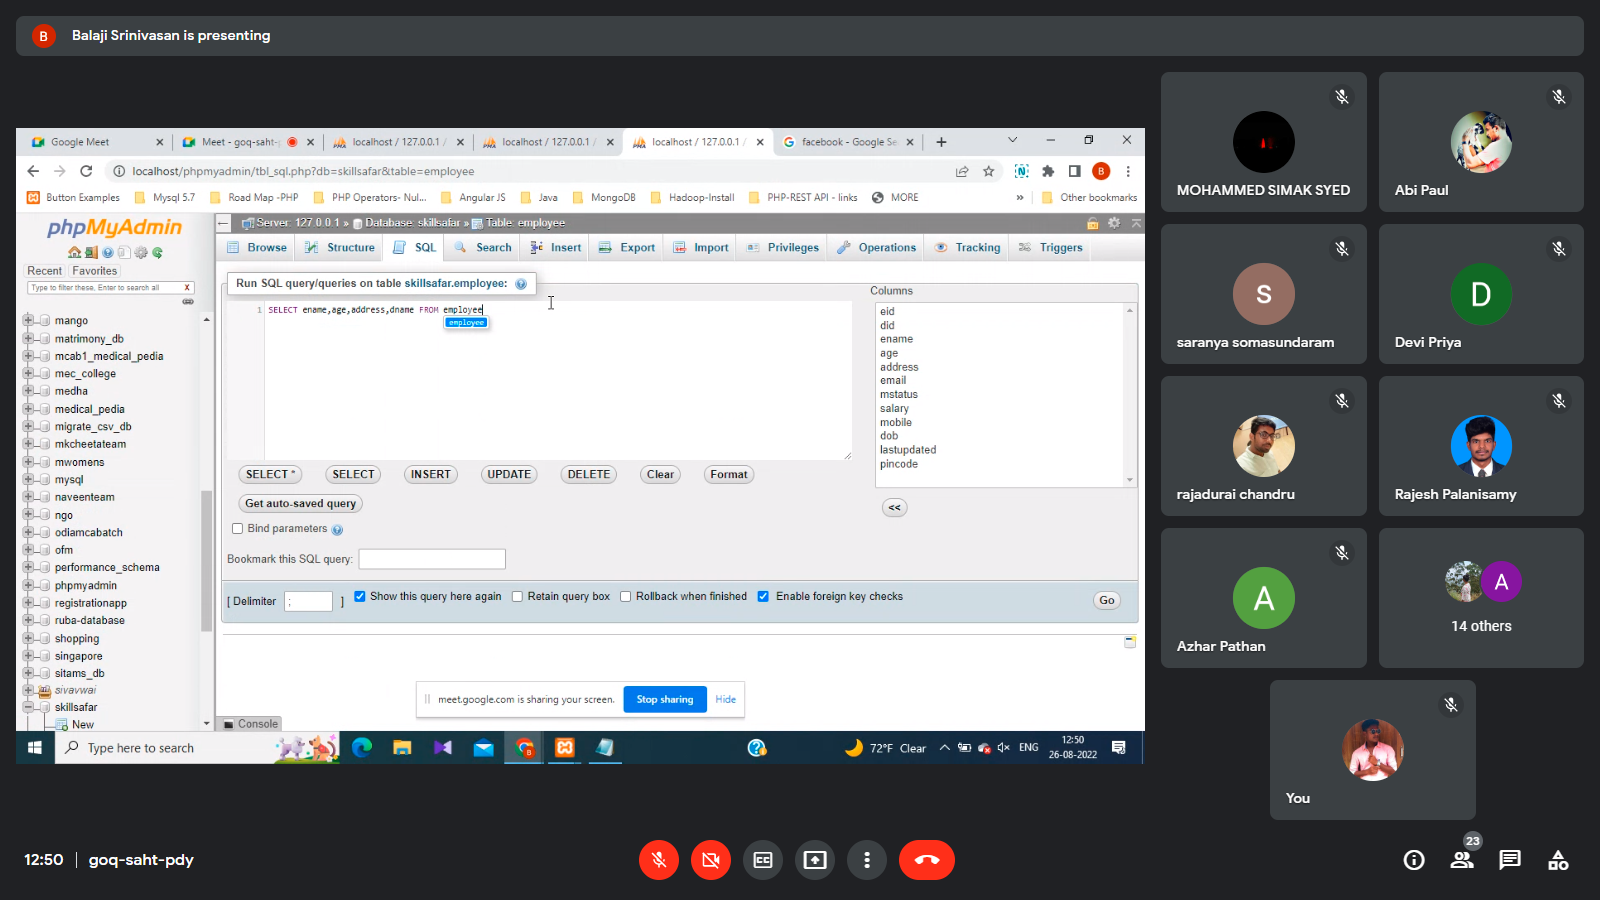 B Balaji Srinivasan is presenting
Google Meet
Meet - goq-saht-
localhost / 127.0.0.1 /
localhost / 127.0.0.1 /
localhost / 127.0.0.1 /
facebook - Google Se
localhost/phpmyadmin/tbl_sql.php?db=skillsafar&table=employee
B
Button Examples Mysql 5.7 Road Map -PHP PHP Operators- Nul... Angular JS Java MongoDB Hadoop-Install PHP-REST API - links MORE » Other bookmarks
phpMyAdmin
Recent Favorites
Type to filter these, Enter to search all X
mango
matrimony_db
mcab1_medical_pedia
mec_college
medha
medical_pedia
migrate_csv_db
mkcheetateam
mwomens
mysql
naveenteam
ngo
odiamcabatch
ofm
performance_schema
phpmyadmin
registrationapp
ruba-database
shopping
singapore
sitams_db
sivavwai
skillsafar
New
Server: 127.0.0.1 » Database: skillsafar » Table: employee
Browse Structure SQL Search Insert Export Import Privileges Operations Tracking Triggers
Run SQL query/queries on table skillsafar.employee:
1 SELECT ename,age,address,dname FROM employee
employee
Columns
eid
did
ename
age
address
email
mstatus
salary
mobile
dob
lastupdated
pincode
<<
SELECT * SELECT INSERT UPDATE DELETE Clear Format
Get auto-saved query
Bind parameters
Bookmark this SQL query:
[ Delimiter ; ] Show this query here again Retain query box Rollback when finished Enable foreign key checks Go
meet.google.com is sharing your screen. Stop sharing Hide
Console
Type here to search
72°F Clear ENG 12:50
26-08-2022
MOHAMMED SIMAK SYED
Abi Paul
S
saranya somasundaram
D
Devi Priya
rajadurai chandru
Rajesh Palanisamy
A
Azhar Pathan
A
14 others
You
12:50 | goq-saht-pdy
23